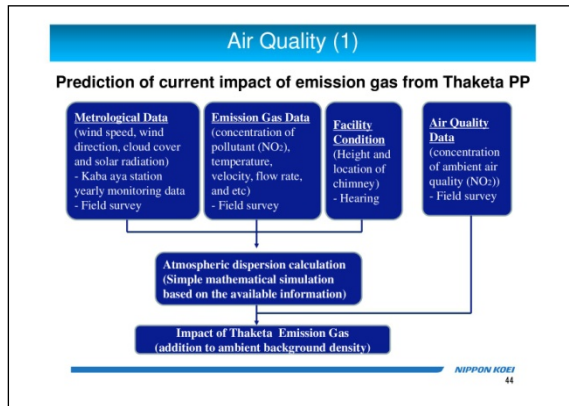 Air Quality (1)
Prediction of current impact of emission gas from Thaketa PP
Metrological Data
(wind speed, wind
direction, cloud cover
and solar radiation)
- Kaba aya station
yearly monitoring data
- Field survey
Emission Gas Data
(concentration of
pollutant (NO₂),
temperature,
velocity, flow rate,
and etc)
- Field survey
Facility
Condition
(Height and
location of
chimney)
- Hearing
Air Quality
Data
(concentration
of ambient air
quality (NO₂))
- Field survey
Atmospheric dispersion calculation
(Simple mathematical simulation
based on the available information)
Impact of Thaketa Emission Gas
(addition to ambient background density)
NIPPON KOEI
44